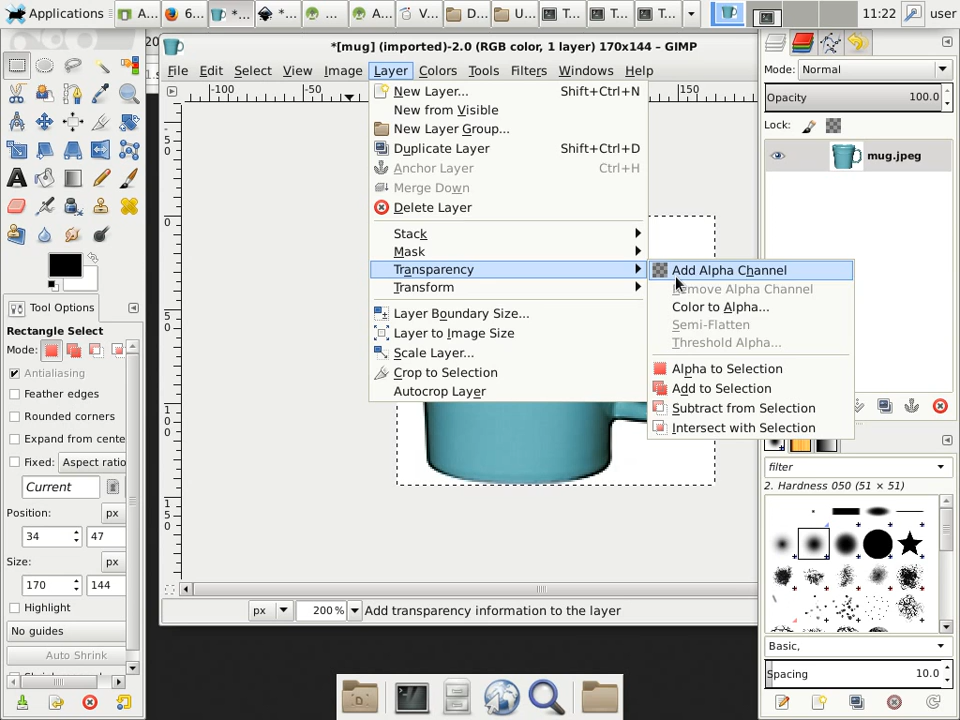 Applications
A...
6...
*...
*...
A...
V...
D...
U...
T...
T...
T...
11:22
user
*[mug] (imported)-2.0 (RGB color, 1 layer) 170x144 – GIMP
File Edit Select View Image Layer Colors Tools Filters Windows Help
-100 -50 150
New Layer... Shift+Ctrl+N
New from Visible
New Layer Group...
Duplicate Layer Shift+Ctrl+D
Anchor Layer Ctrl+H
Merge Down
Delete Layer
Stack
Mask
Transparency
Transform
Layer Boundary Size...
Layer to Image Size
Scale Layer...
Crop to Selection
Autocrop Layer
Add Alpha Channel
Remove Alpha Channel
Color to Alpha...
Semi-Flatten
Threshold Alpha...
Alpha to Selection
Add to Selection
Subtract from Selection
Intersect with Selection
px 200 % Add transparency information to the layer
Tool Options
Rectangle Select
Mode:
Antialiasing
Feather edges
Rounded corners
Expand from cente
Fixed: Aspect ratio
Current
Position: px
34 47
Size: px
170 144
Highlight
No guides
Auto Shrink
Mode: Normal
Opacity 100.0
Lock:
mug.jpeg
filter
2. Hardness 050 (51 × 51)
Basic,
Spacing 10.0